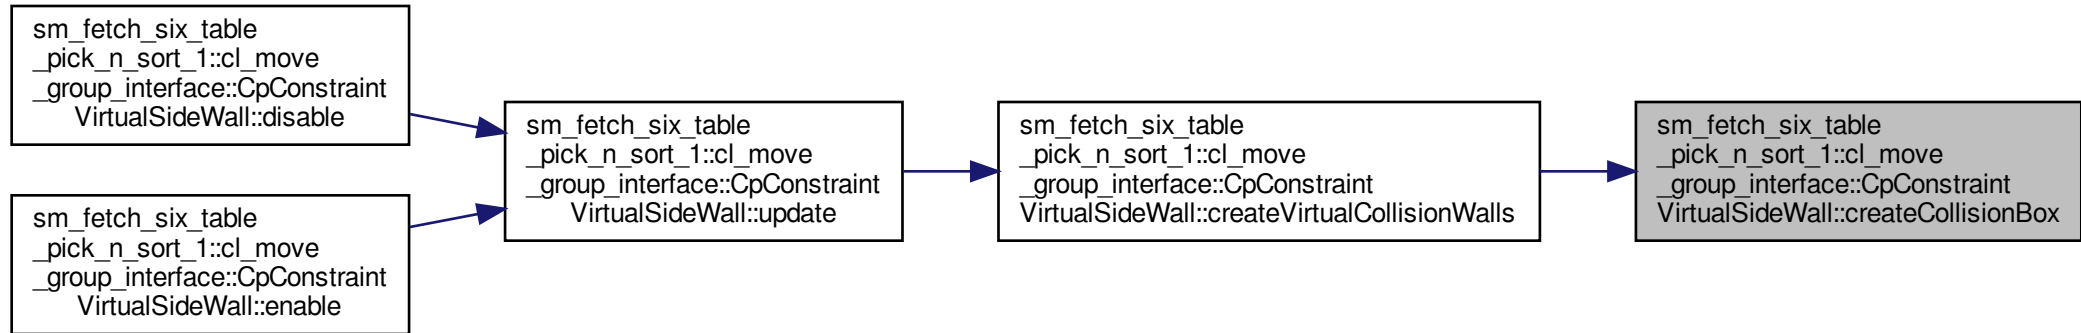 sm_fetch_six_table
_pick_n_sort_1::cl_move
_group_interface::CpConstraint
VirtualSideWall::disable
sm_fetch_six_table
_pick_n_sort_1::cl_move
_group_interface::CpConstraint
VirtualSideWall::enable
sm_fetch_six_table
_pick_n_sort_1::cl_move
_group_interface::CpConstraint
VirtualSideWall::update
sm_fetch_six_table
_pick_n_sort_1::cl_move
_group_interface::CpConstraint
VirtualSideWall::createVirtualCollisionWalls
sm_fetch_six_table
_pick_n_sort_1::cl_move
_group_interface::CpConstraint
VirtualSideWall::createCollisionBox